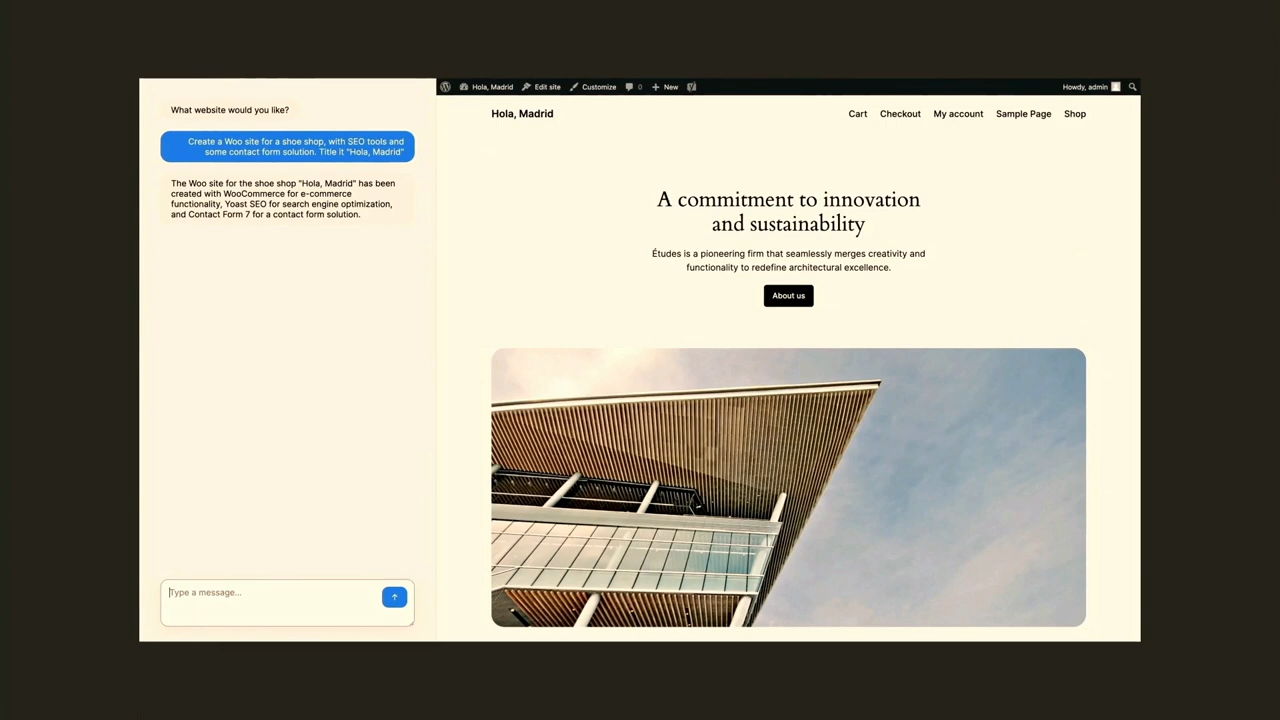 What website would you like?
Create a Woo site for a shoe shop, with SEO tools and
some contact form solution. Title it "Hola, Madrid"
The Woo site for the shoe shop "Hola, Madrid" has been
created with WooCommerce for e-commerce
functionality, Yoast SEO for search engine optimization,
and Contact Form 7 for a contact form solution.
Type a message...
Hola, Madrid Edit site Customize 0 New Howdy, admin
Hola, Madrid Cart Checkout My account Sample Page Shop
A commitment to innovation
and sustainability
Études is a pioneering firm that seamlessly merges creativity and
functionality to redefine architectural excellence.
About us